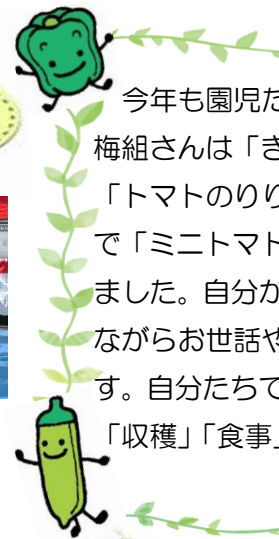 今年も園児た
梅組さんは「き
「トマトのりり
で「ミニトマト
ました。自分が
ながらお世話や
す。自分たちで
「収穫」「食事」